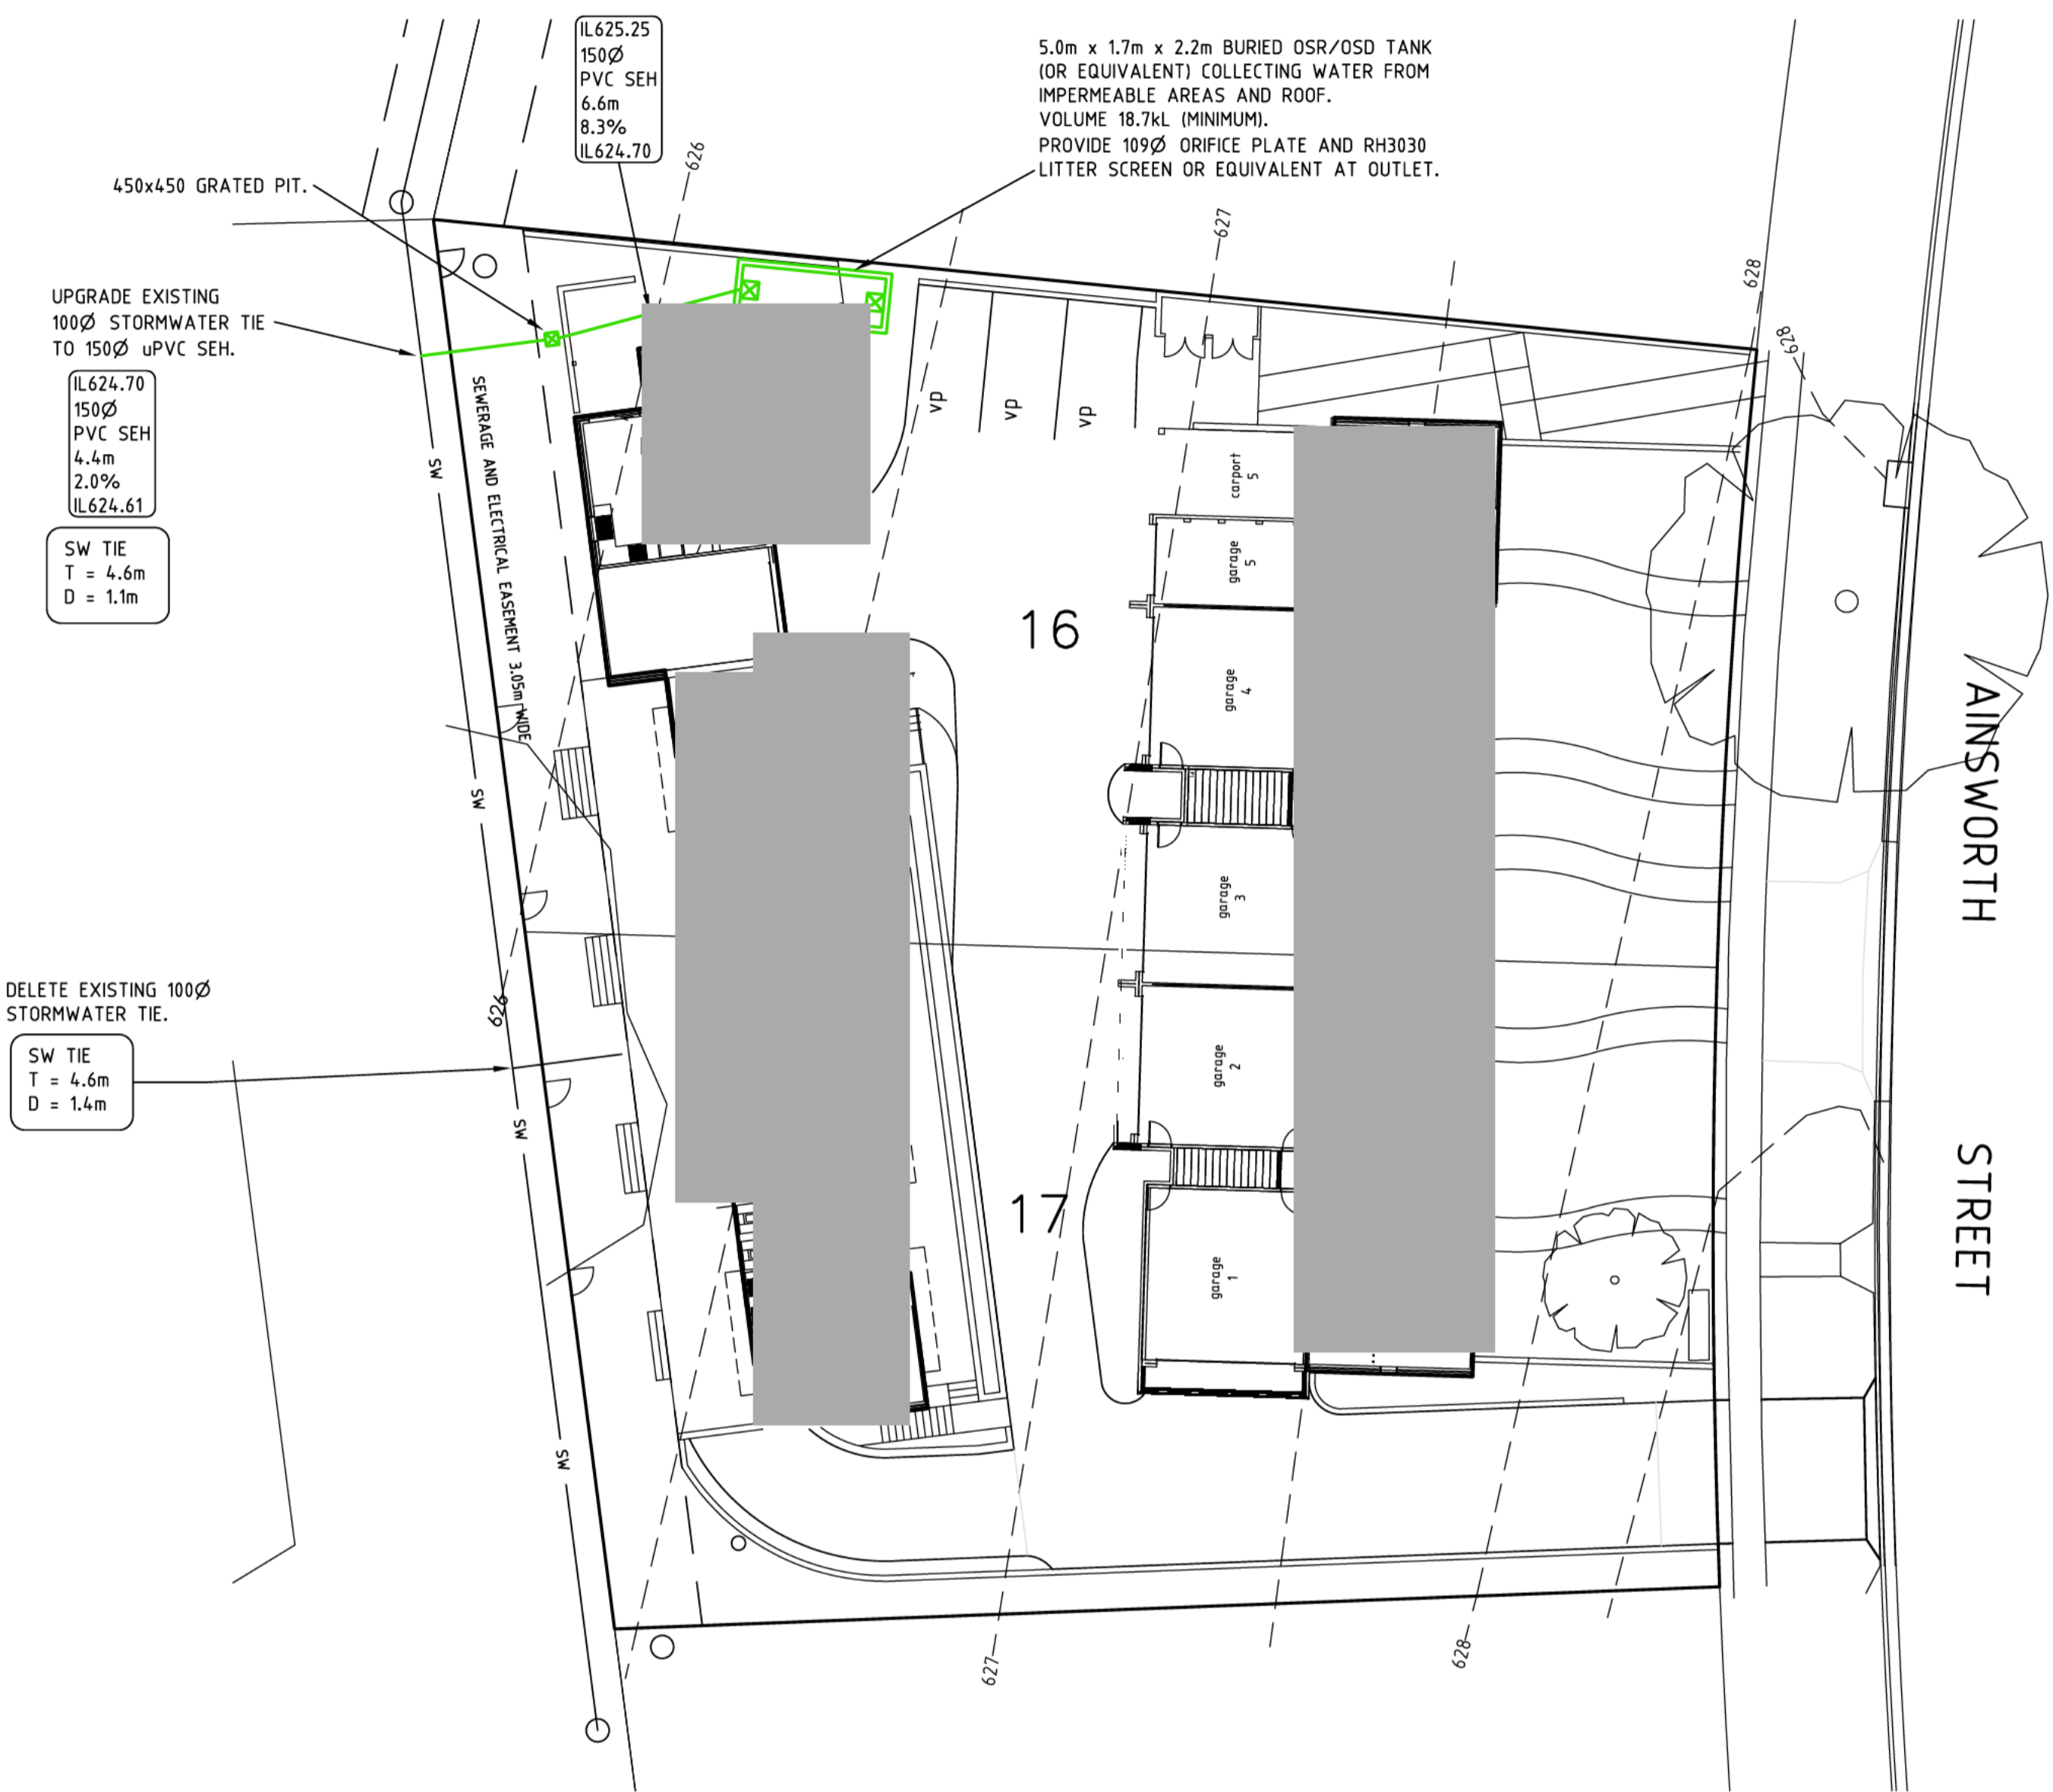 IL625.25
150Ø
PVC SEH
6.6m
8.3%
IL624.70
5.0m x 1.7m x 2.2m BURIED OSR/OSD TANK
(OR EQUIVALENT) COLLECTING WATER FROM
IMPERMEABLE AREAS AND ROOF.
VOLUME 18.7kL (MINIMUM).
PROVIDE 109Ø ORIFICE PLATE AND RH3030
LITTER SCREEN OR EQUIVALENT AT OUTLET.
626
450x450 GRATED PIT.
627
628
628
UPGRADE EXISTING
100Ø STORMWATER TIE
TO 150Ø uPVC SEH.
IL624.70
150Ø
PVC SEH
4.4m
2.0%
IL624.61
SW TIE
T = 4.6m
D = 1.1m
SEWERAGE AND ELECTRICAL EASEMENT 3.05m WIDE
SW
vp
vp
vp
carport
5
garage
5
16
garage
4
SW
garage
3
AINSWORTH
STREET
DELETE EXISTING 100Ø
STORMWATER TIE.
SW TIE
T = 4.6m
D = 1.4m
626
SW
garage
2
17
garage
1
SW
627
628